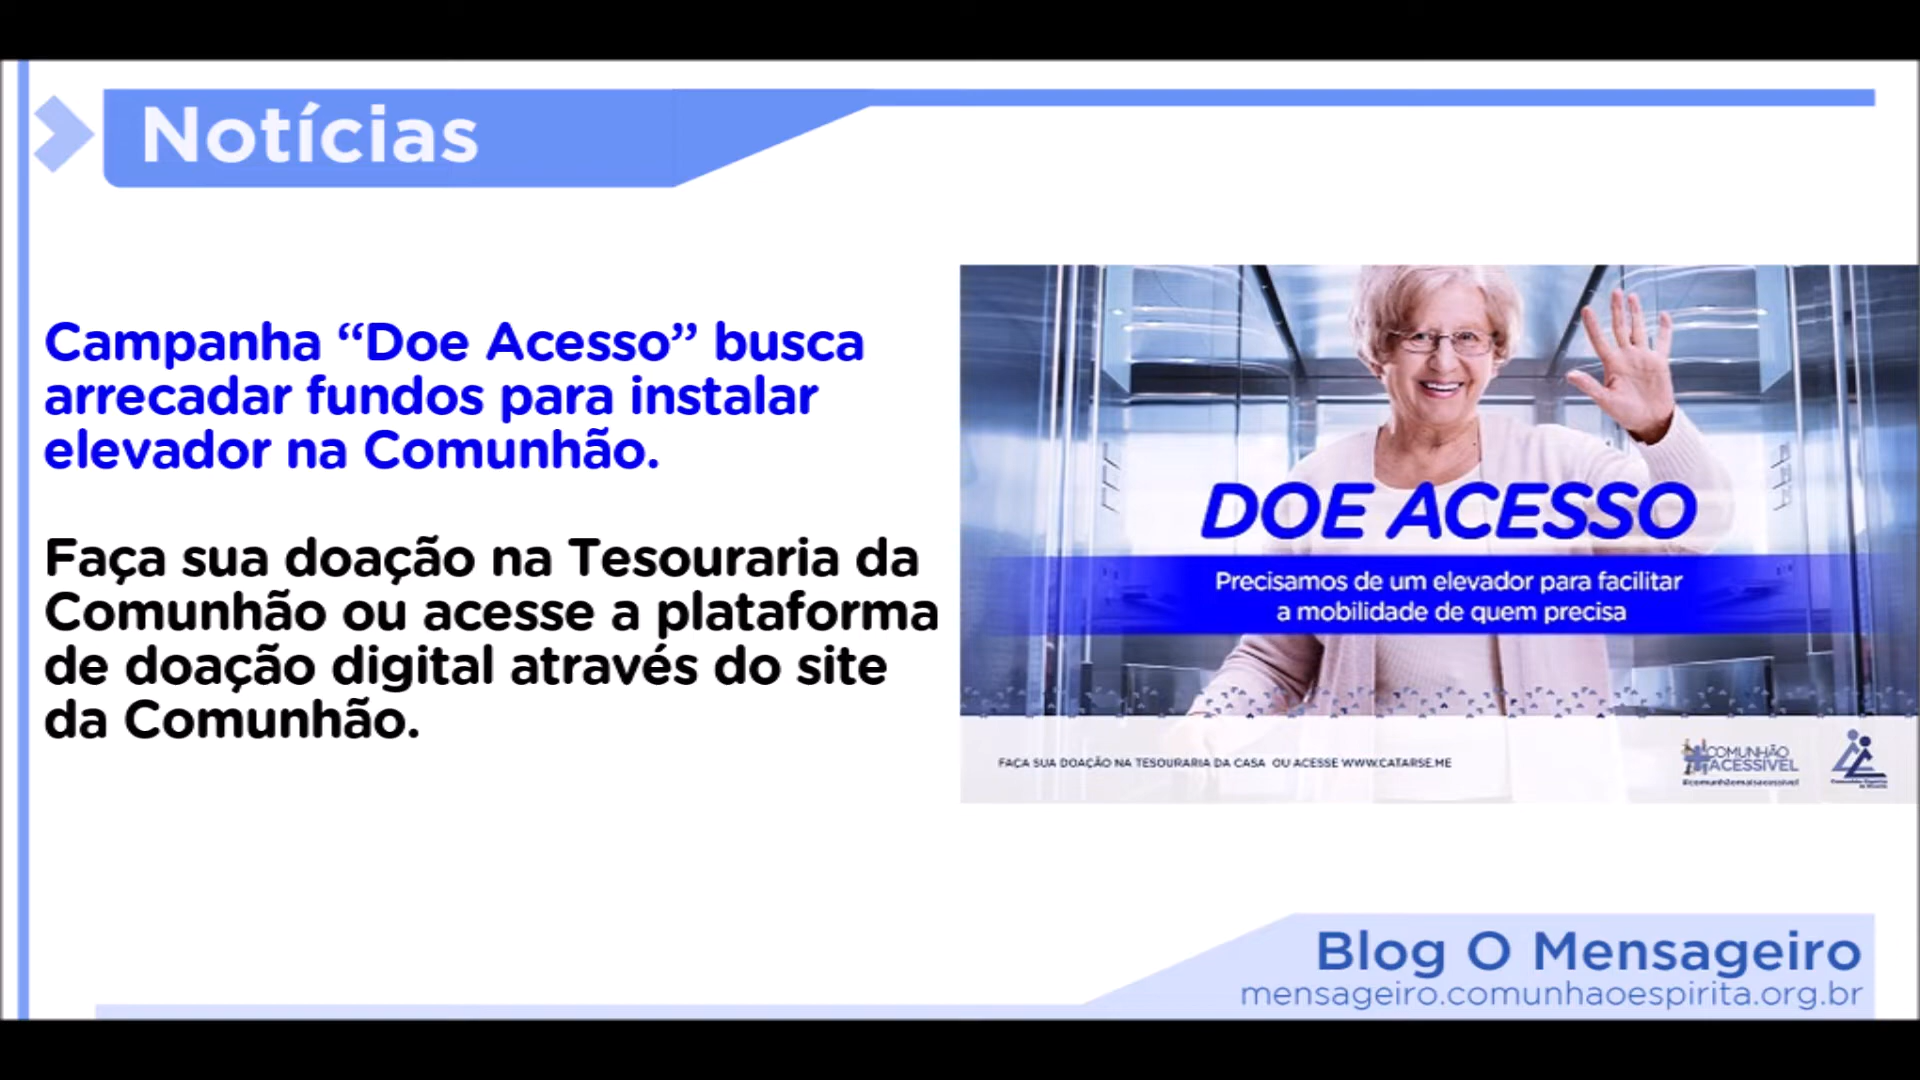 Notícias
Campanha “Doe Acesso” busca
arrecadar fundos para instalar
elevador na Comunhão.
Faça sua doação na Tesouraria da
Comunhão ou acesse a plataforma
de doação digital através do site
da Comunhão.
DOE ACESSO
Precisamos de um elevador para facilitar
a mobilidade de quem precisa
FAÇA SUA DOAÇÃO NA TESOURARIA DA CASA OU ACESSE WWW.CATARSE.ME
COMUNHÃO
ACESSÍVEL
#comunhãomaisacessível
Blog O Mensageiro
mensageiro.comunhaoespirita.org.br